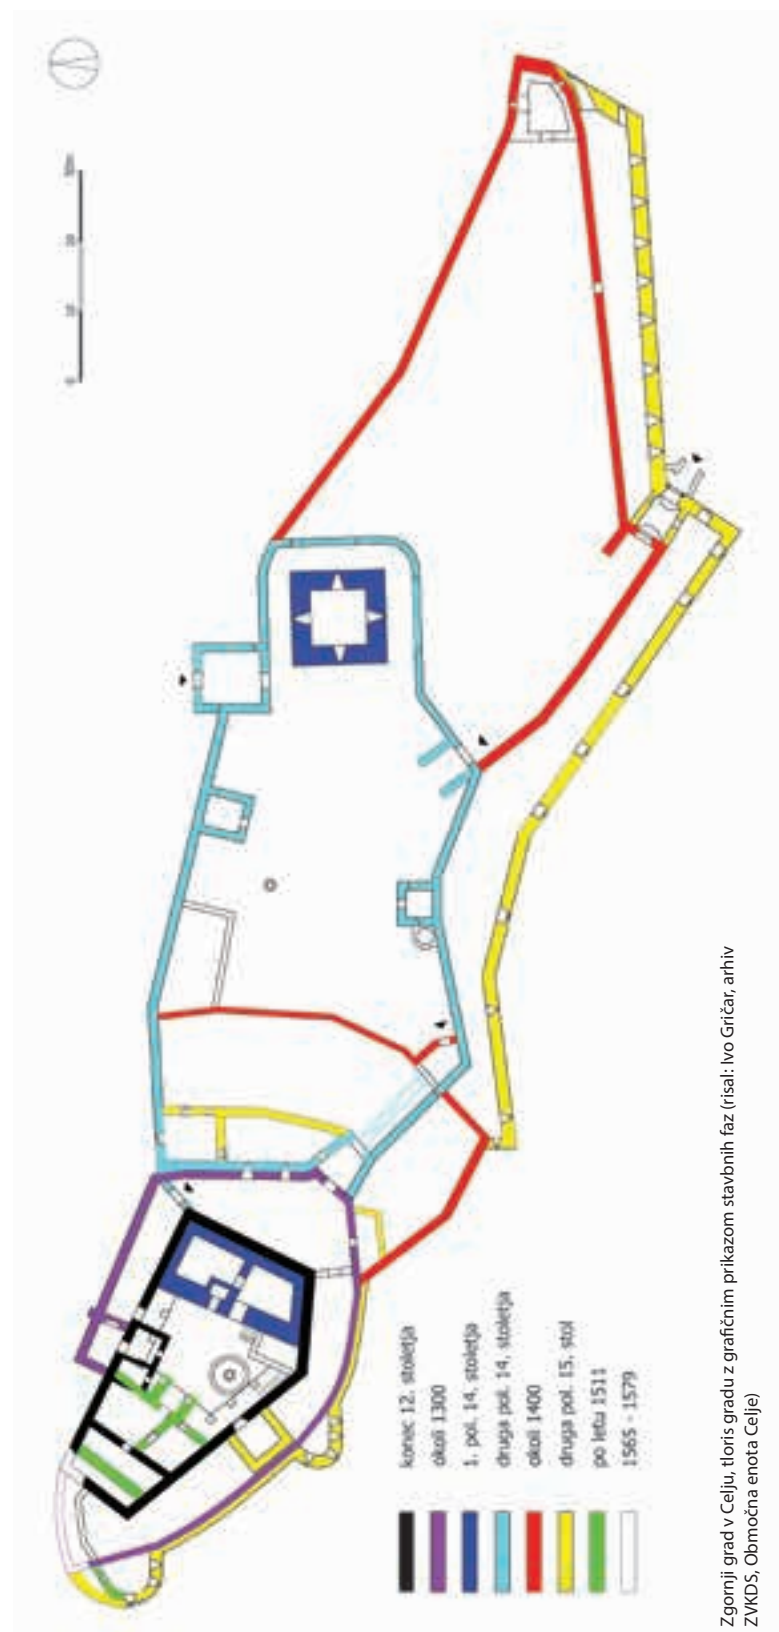 konec 12. stoletja
okoli 1300
1. pol. 14. stoletja
druga pol. 14. stoletja
okoli 1400
druga pol. 15. stol
po letu 1511
1565 - 1579
Zgornji grad v Celju, tloris gradu z grafičnim prikazom stavbnih faz (risal: Ivo Gričar, arhiv
ZVKDS, Območna enota Celje)